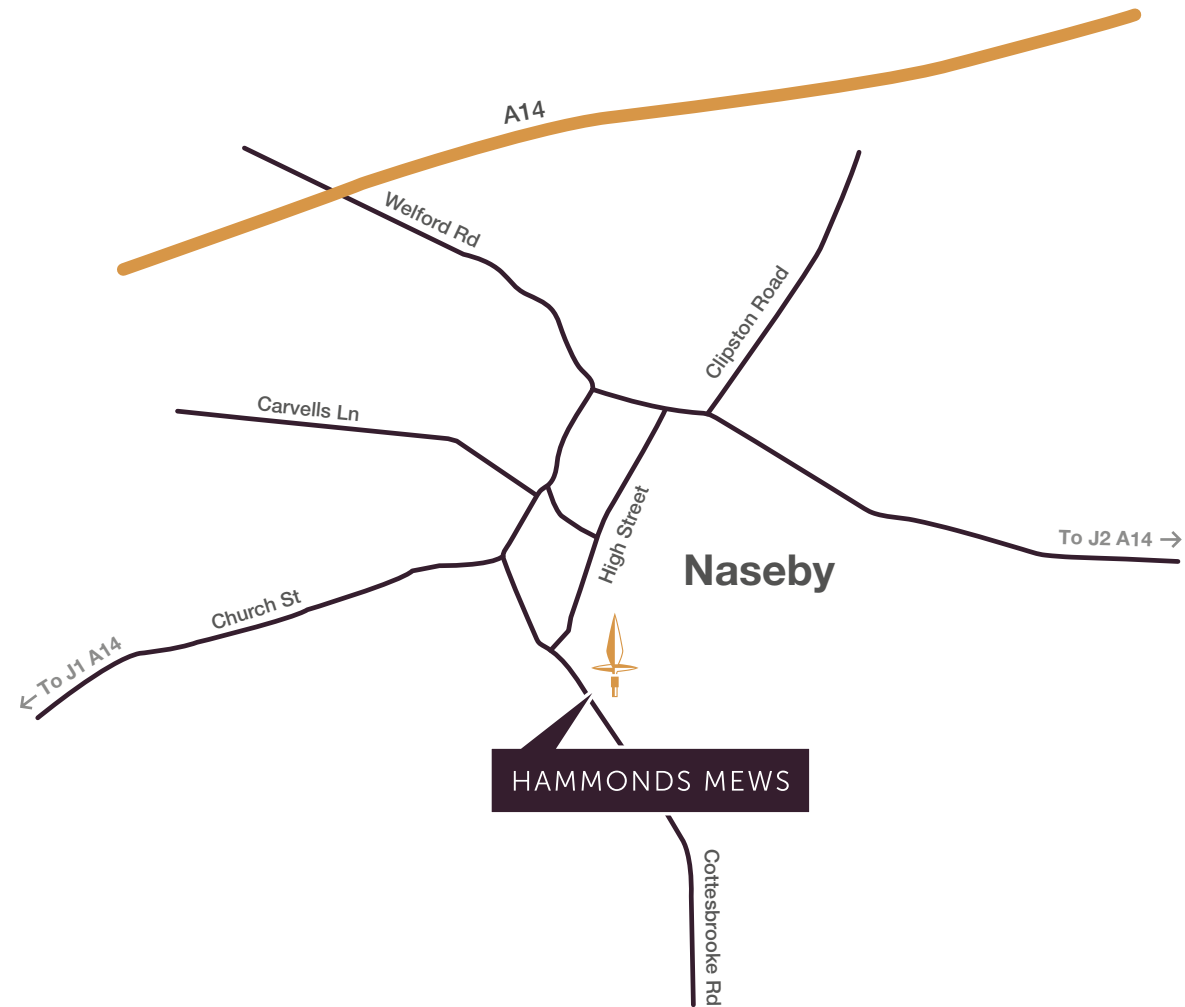 A14
Welford Rd
Clipston Road
Carvells Ln
High Street
To J2 A14
Naseby
Church St
To J1 A14
HAMMONDS MEWS
Cottesbrooke Rd